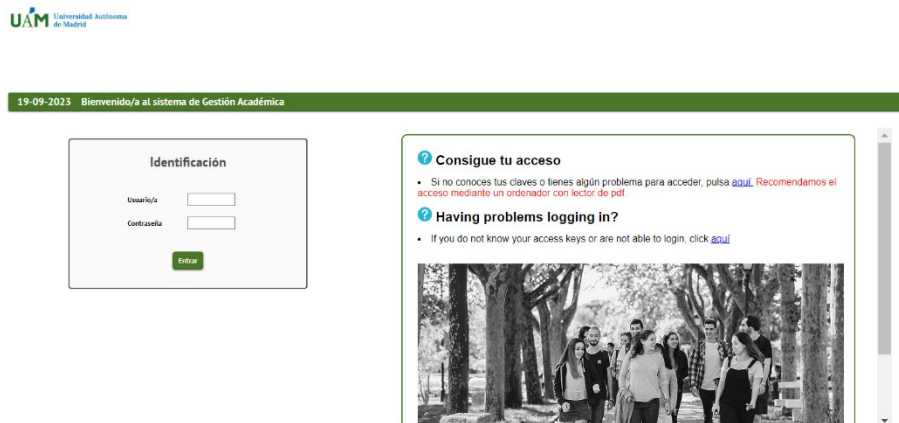 UAM Universidad Autónoma
de Madrid
19-09-2023 Bienvenido/a al sistema de Gestión Académica
Identificación
Usuario/a
Contraseña
Entrar
Consigue tu acceso
• Si no conoces tus claves o tienes algún problema para acceder, pulsa aquí. Recomendamos el
acceso mediante un ordenador con lector de pdf.
Having problems logging in?
• If you do not know your access keys or are not able to login, click aquí